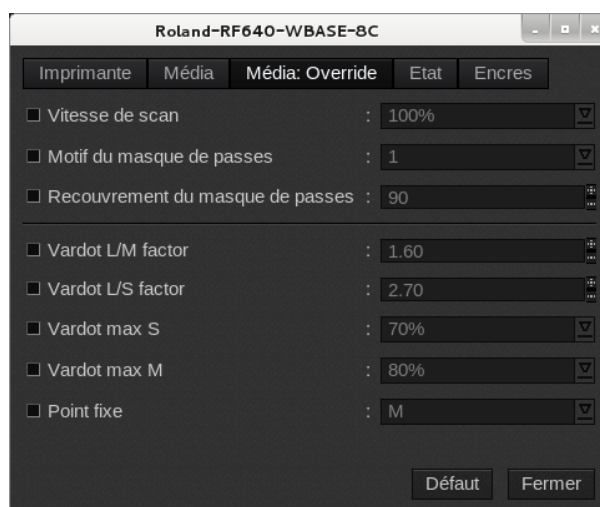 Roland-RF640-WBASE-8C
Imprimante Média Média: Override Etat Encres
Vitesse de scan : 100%
Motif du masque de passes : 1
Recouvrement du masque de passes : 90
Vardot L/M factor : 1.60
Vardot L/S factor : 2.70
Vardot max S : 70%
Vardot max M : 80%
Point fixe : M
Défaut Fermer